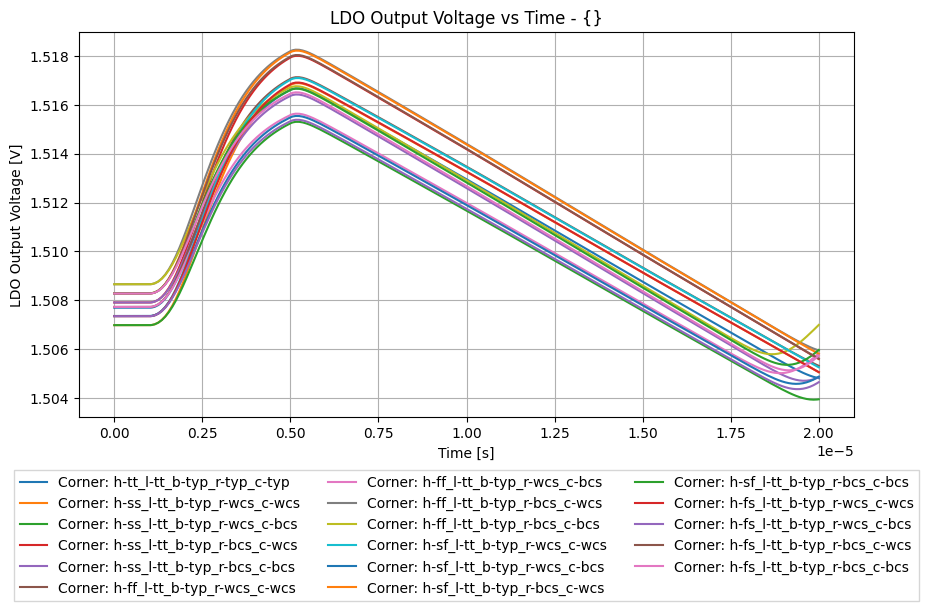 LDO Output Voltage vs Time - {}
LDO Output Voltage [V]
1.518
1.516
1.514
1.512
1.510
1.508
1.506
1.504
0.00 0.25 0.50 0.75 1.00 1.25 1.50 1.75 2.00
1e−5
Time [s]
Corner: h-tt_l-tt_b-typ_r-typ_c-typ
Corner: h-ss_l-tt_b-typ_r-wcs_c-wcs
Corner: h-ss_l-tt_b-typ_r-wcs_c-bcs
Corner: h-ss_l-tt_b-typ_r-bcs_c-wcs
Corner: h-ss_l-tt_b-typ_r-bcs_c-bcs
Corner: h-ff_l-tt_b-typ_r-wcs_c-wcs
Corner: h-ff_l-tt_b-typ_r-wcs_c-bcs
Corner: h-ff_l-tt_b-typ_r-bcs_c-wcs
Corner: h-ff_l-tt_b-typ_r-bcs_c-bcs
Corner: h-sf_l-tt_b-typ_r-wcs_c-wcs
Corner: h-sf_l-tt_b-typ_r-wcs_c-bcs
Corner: h-sf_l-tt_b-typ_r-bcs_c-wcs
Corner: h-sf_l-tt_b-typ_r-bcs_c-bcs
Corner: h-fs_l-tt_b-typ_r-wcs_c-wcs
Corner: h-fs_l-tt_b-typ_r-wcs_c-bcs
Corner: h-fs_l-tt_b-typ_r-bcs_c-wcs
Corner: h-fs_l-tt_b-typ_r-bcs_c-bcs